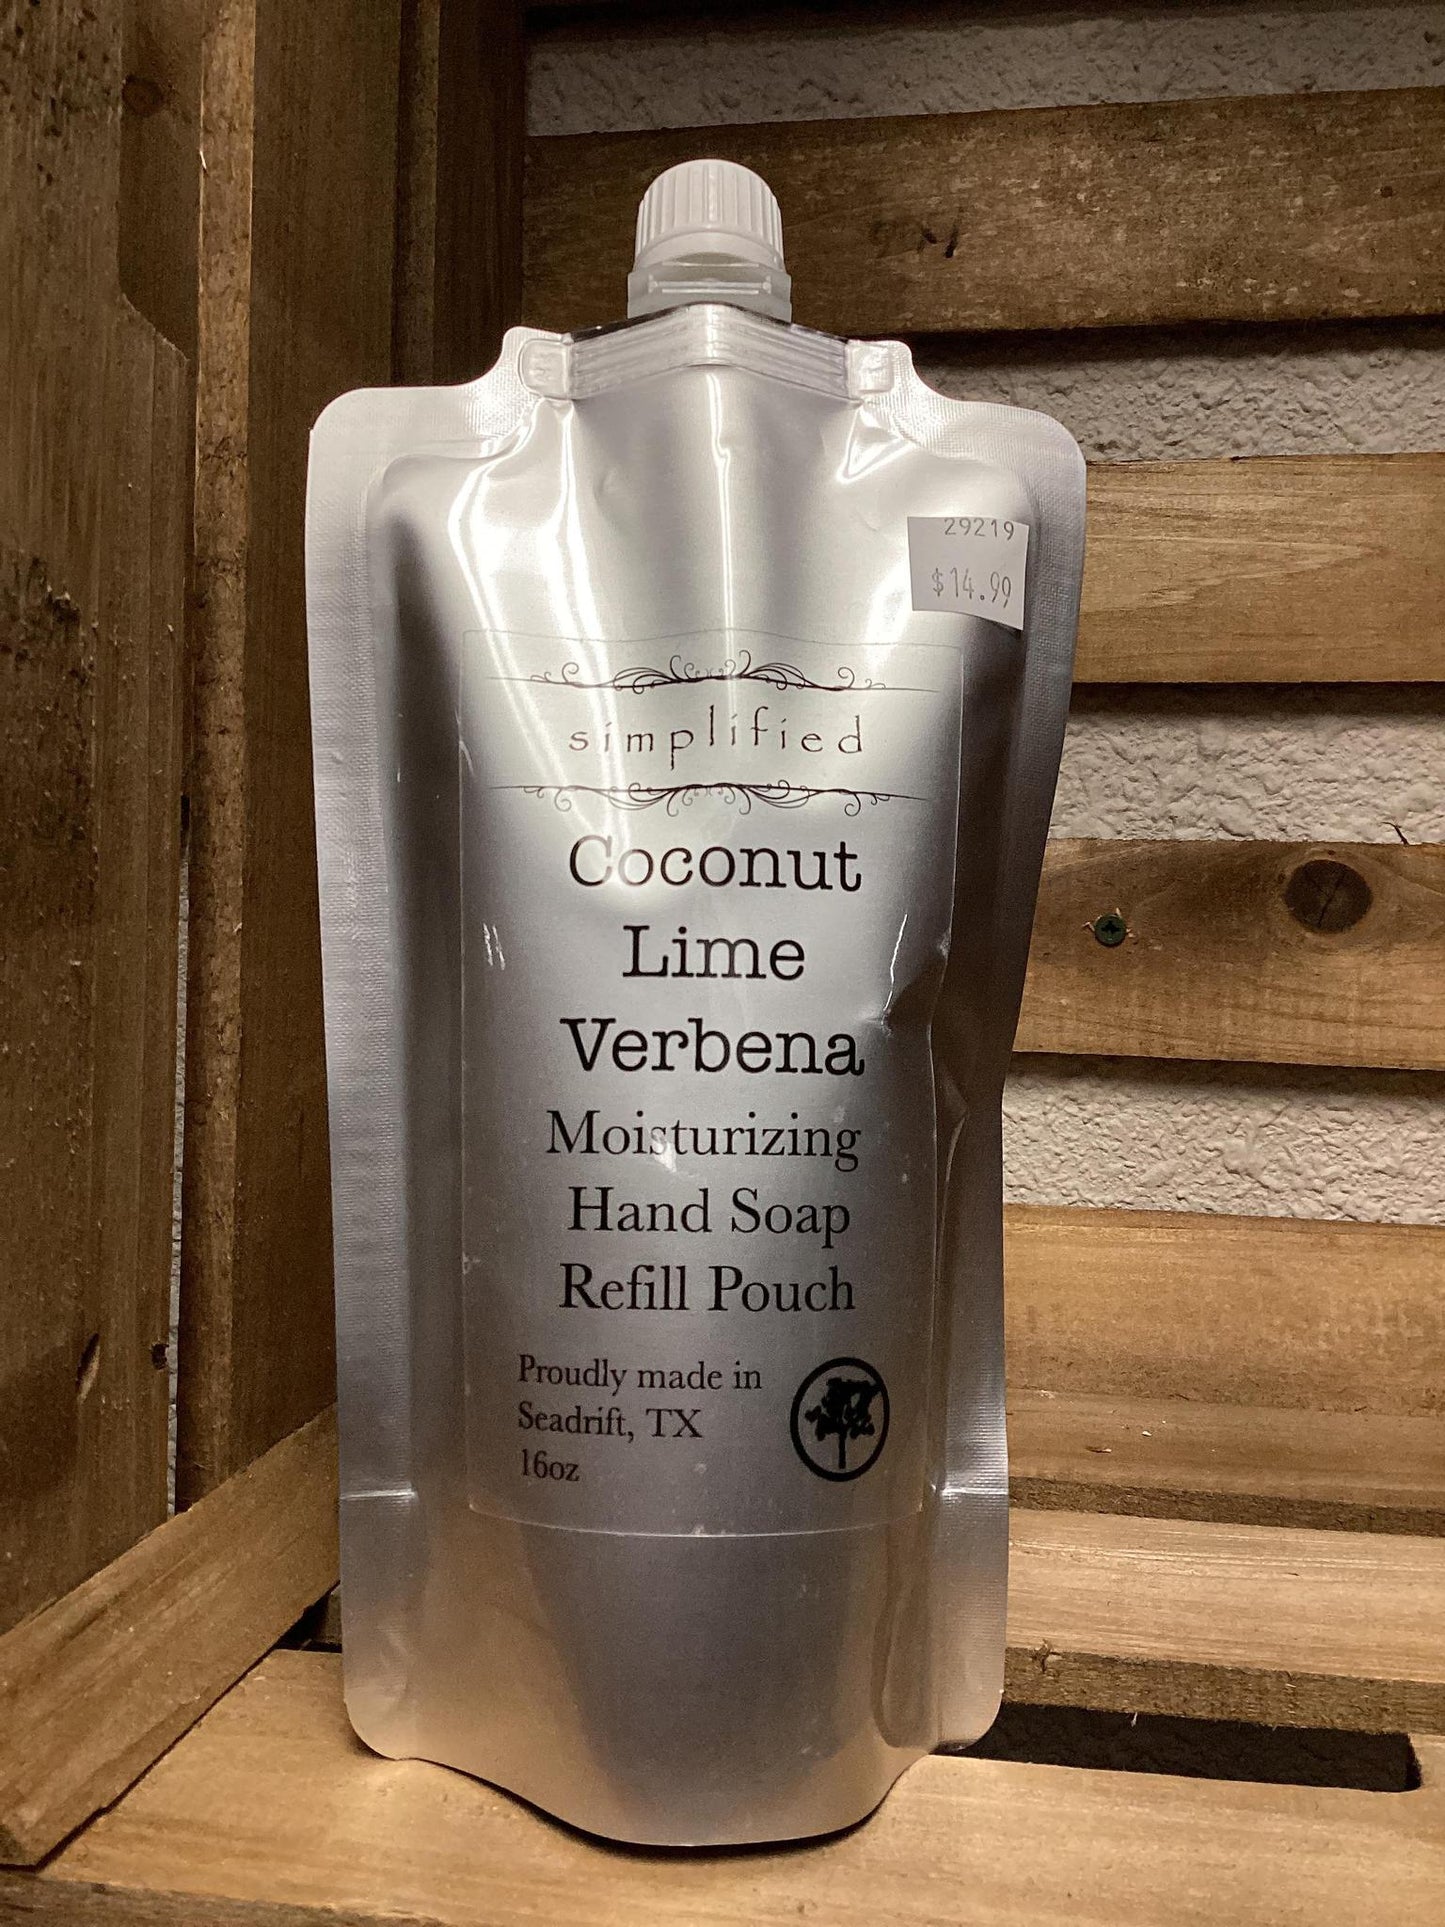 29219
$14.99
simplified
Coconut
Lime
Verbena
Moisturizing
Hand Soap
Refill Pouch
Proudly made in
Seadrift, TX
16oz